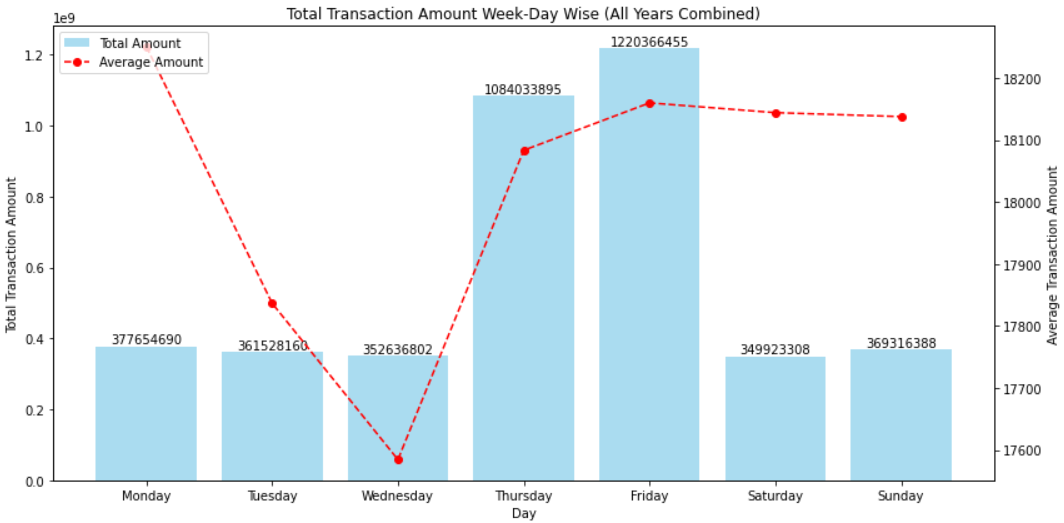 Total Transaction Amount Week-Day Wise (All Years Combined)
1e9
Total Amount
Average Amount
1.2
1.0
0.8
0.6
0.4
0.2
0.0
Total Transaction Amount
377654690
361528160
352636802
1084033895
1220366455
349923308
369316388
18200
18100
18000
17900
17800
17700
17600
Average Transaction Amount
Monday Tuesday Wednesday Thursday Friday Saturday Sunday
Day